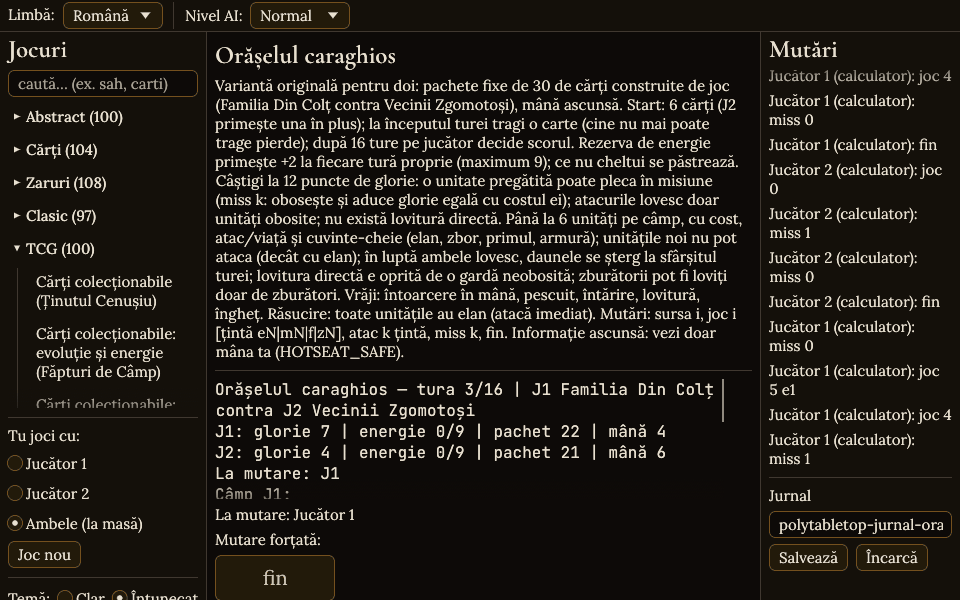 Limbă: Română ▼ Nivel AI: Normal ▼
Jocuri
caută... (ex. sah, carti)
▸ Abstract (100)
▸ Cărți (104)
▸ Zaruri (108)
▸ Clasic (97)
▾ TCG (100)
Cărți colecționabile
(Ținutul Cenușiu)
Cărți colecționabile:
evoluție și energie
(Făpturi de Câmp)
Cărți colecționabile:
Tu joci cu:
Jucător 1
Jucător 2
Ambele (la masă)
Joc nou
Temă: Clar Întunecat
Orășelul caraghios
Variantă originală pentru doi: pachete fixe de 30 de cărți construite de joc
(Familia Din Colț contra Vecinii Zgomotoși), mână ascunsă. Start: 6 cărți (J2
primește una în plus); la începutul turei tragi o carte (cine nu mai poate
trage pierde); după 16 ture pe jucător decide scorul. Rezerva de energie
primește +2 la fiecare tură proprie (maximum 9); ce nu cheltui se păstrează.
Câștigi la 12 puncte de glorie: o unitate pregătită poate pleca în misiune
(miss k: obosește și aduce glorie egală cu costul ei); atacurile lovesc doar
unități obosite; nu există lovitură directă. Până la 6 unități pe câmp, cu cost,
atac/viață și cuvinte-cheie (elan, zbor, primul, armură); unitățile noi nu pot
ataca (decât cu elan); în luptă ambele lovesc, daunele se șterg la sfârșitul
turei; lovitura directă e oprită de o gardă neobosită; zburătorii pot fi loviți
doar de zburători. Vrăji: întoarcere în mână, pescuit, întărire, lovitură,
îngheț. Răsucire: toate unitățile au elan (atacă imediat). Mutări: sursa i, joc i
[țintă eN|mN|f|zN], atac k țintă, miss k, fin. Informație ascunsă: vezi doar
mâna ta (HOTSEAT_SAFE).
Orășelul caraghios — tura 3/16 | J1 Familia Din Colț
contra J2 Vecinii Zgomotoși
J1: glorie 7 | energie 0/9 | pachet 22 | mână 4
J2: glorie 4 | energie 0/9 | pachet 21 | mână 6
La mutare: J1
Câmp J1:
La mutare: Jucător 1
Mutare forțată:
fin
Mutări
Jucător 1 (calculator): joc 4
Jucător 1 (calculator):
miss 0
Jucător 1 (calculator): fin
Jucător 2 (calculator): joc
0
Jucător 2 (calculator):
miss 1
Jucător 2 (calculator):
miss 0
Jucător 2 (calculator): fin
Jucător 1 (calculator):
miss 0
Jucător 1 (calculator): joc
5 e1
Jucător 1 (calculator): joc 4
Jucător 1 (calculator):
miss 1
Jurnal
polytabletop-jurnal-ora
Salvează Încarcă